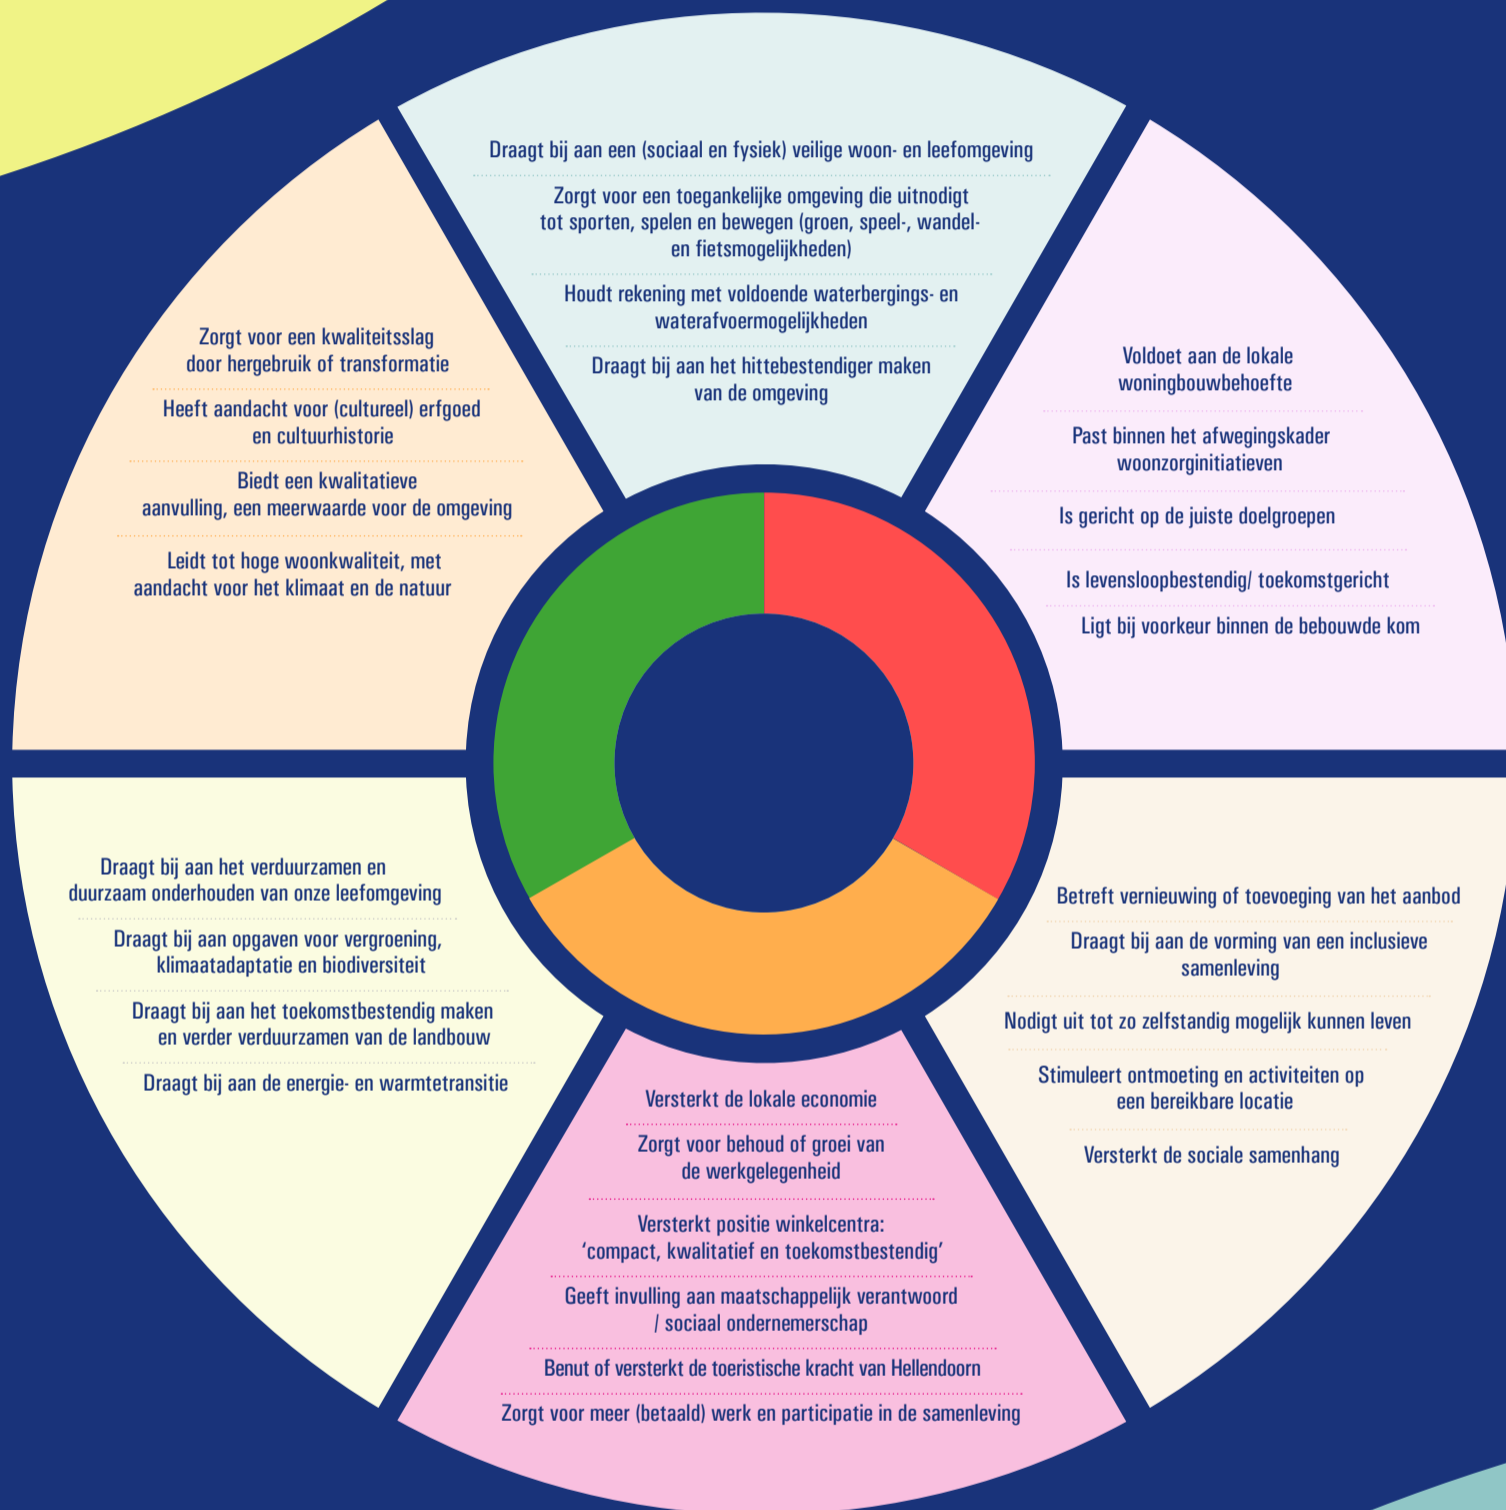 Draagt bij aan een (sociaal en fysiek) veilige woon- en leefomgeving
Zorgt voor een toegankelijke omgeving die uitnodigt
tot sporten, spelen en bewegen (groen, speel-, wandel-
en fietsmogelijkheden)
Houdt rekening met voldoende waterbergings- en
waterafvoermogelijkheden
Draagt bij aan het hittebestendiger maken
van de omgeving
Voldoet aan de lokale
woningbouwbehoefte
Past binnen het afwegingskader
woonzorginitiatieven
Is gericht op de juiste doelgroepen
Is levensloopbestendig/ toekomstgericht
Ligt bij voorkeur binnen de bebouwde kom
Betreft vernieuwing of toevoeging van het aanbod
Draagt bij aan de vorming van een inclusieve
samenleving
Nodigt uit tot zo zelfstandig mogelijk kunnen leven
Stimuleert ontmoeting en activiteiten op
een bereikbare locatie
Versterkt de sociale samenhang
Versterkt de lokale economie
Zorgt voor behoud of groei van
de werkgelegenheid
Versterkt positie winkelcentra:
‘compact, kwalitatief en toekomstbestendig’
Geeft invulling aan maatschappelijk verantwoord
/ sociaal ondernemerschap
Benut of versterkt de toeristische kracht van Hellendoorn
Zorgt voor meer (betaald) werk en participatie in de samenleving
Draagt bij aan het verduurzamen en
duurzaam onderhouden van onze leefomgeving
Draagt bij aan opgaven voor vergroening,
klimaatadaptatie en biodiversiteit
Draagt bij aan het toekomstbestendig maken
en verder verduurzamen van de landbouw
Draagt bij aan de energie- en warmtetransitie
Zorgt voor een kwaliteitsslag
door hergebruik of transformatie
Heeft aandacht voor (cultureel) erfgoed
en cultuurhistorie
Biedt een kwalitatieve
aanvulling, een meerwaarde voor de omgeving
Leidt tot hoge woonkwaliteit, met
aandacht voor het klimaat en de natuur